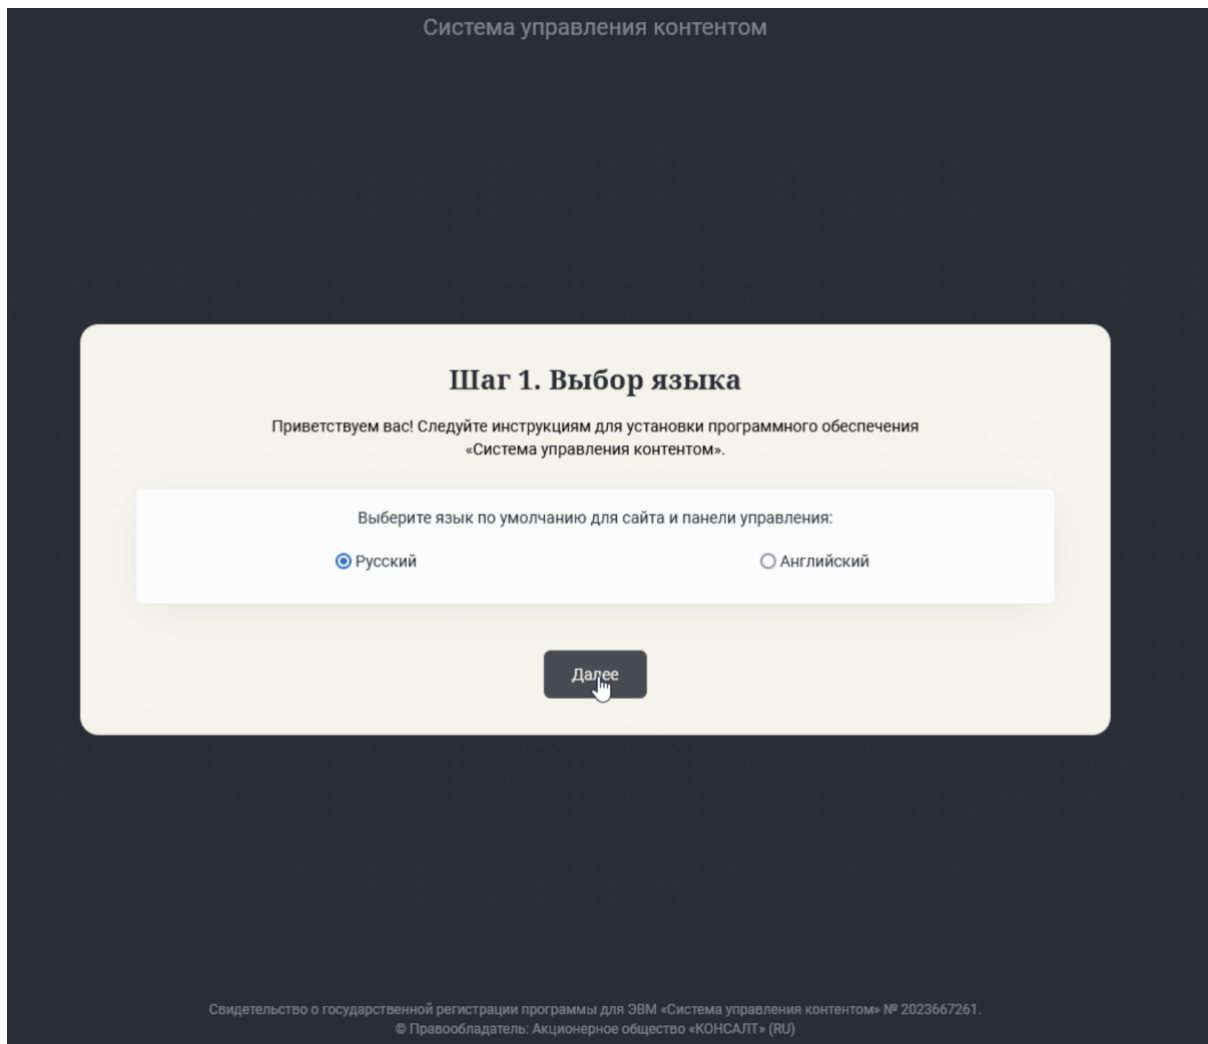 Система управления контентом
Шаг 1. Выбор языка
Приветствуем вас! Следуйте инструкциям для установки программного обеспечения
«Система управления контентом».
Выберите язык по умолчанию для сайта и панели управления:
Русский
Английский
Далее
Свидетельство о государственной регистрации программы для ЭВМ «Система управления контентом» № 2023667261.
© Правообладатель: Акционерное общество «КОНСАЛТ» (RU)